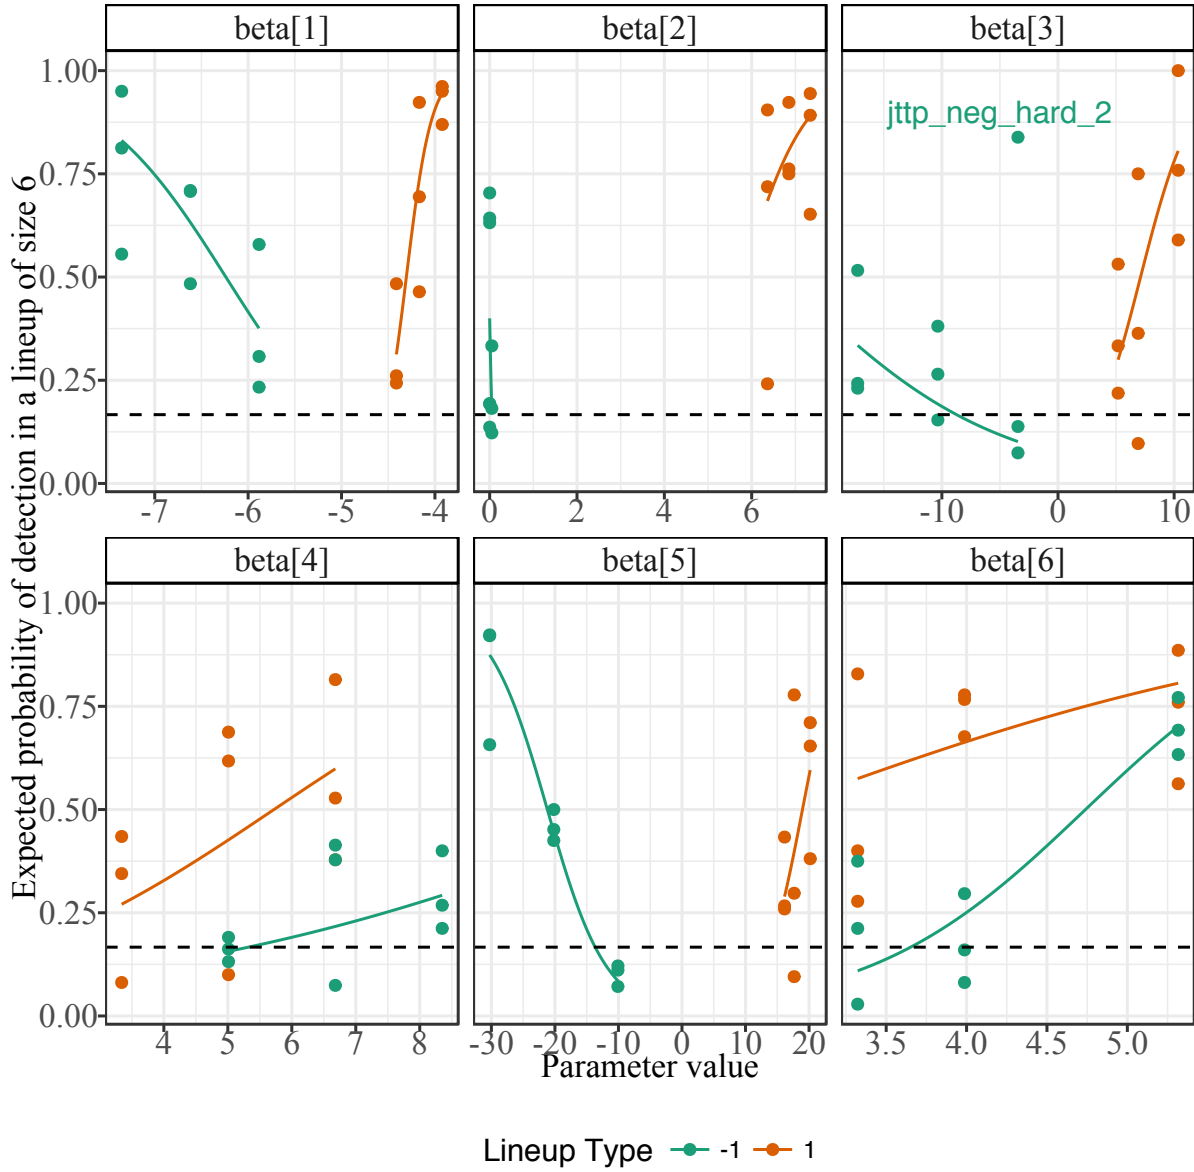 beta[1]
beta[2]
beta[3]
Expected probability of detection in a lineup of size 6
1.00
0.75
0.50
0.25
0.00
jttp_neg_hard_2
-7 -6 -5 -4
0 2 4 6
-10 0 10
beta[4]
beta[5]
beta[6]
1.00
0.75
0.50
0.25
0.00
4 5 6 7 8
-30 -20 -10 0 10 20
3.5 4.0 4.5 5.0
Parameter value
Lineup Type -1 1